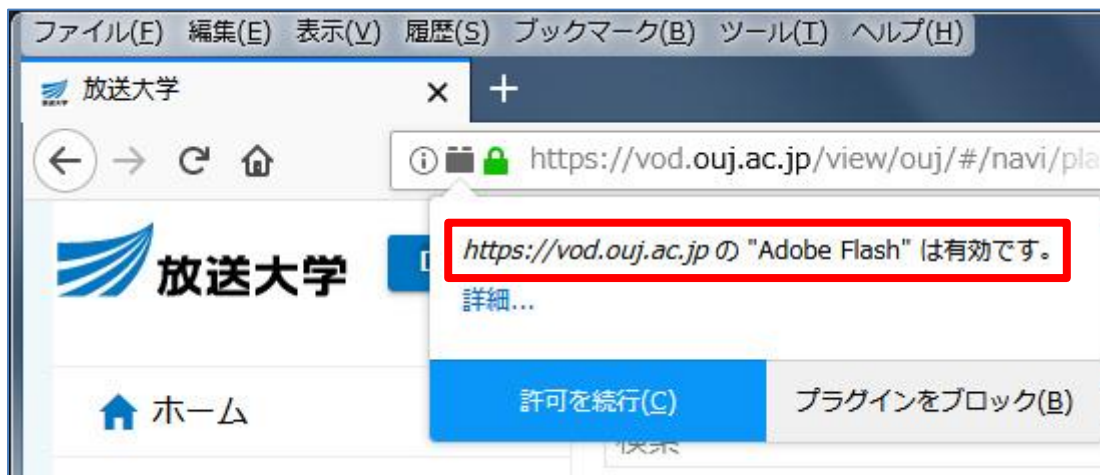 ファイル(F) 編集(E) 表示(V) 履歴(S) ブックマーク(B) ツール(T) ヘルプ(H)
放送大学
https://vod.ouj.ac.jp/view/ouj/#/navi/pla
放送大学
https://vod.ouj.ac.jp の "Adobe Flash" は有効です。
詳細...
許可を続行(C) プラグインをブロック(B)
ホーム
検索